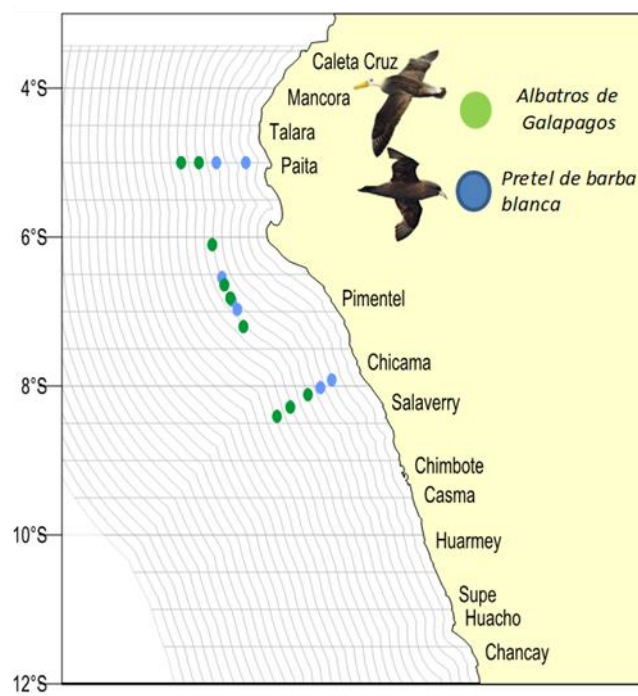 4°S
6°S
8°S
10°S
12°S
Caleta Cruz
Mancora
Talara
Paita
Pimentel
Chicama
Salaverry
Chimbote
Casma
Huarmey
Supe
Huacho
Chancay
Albatros de
Galapagos
Pretel de barba
blanca